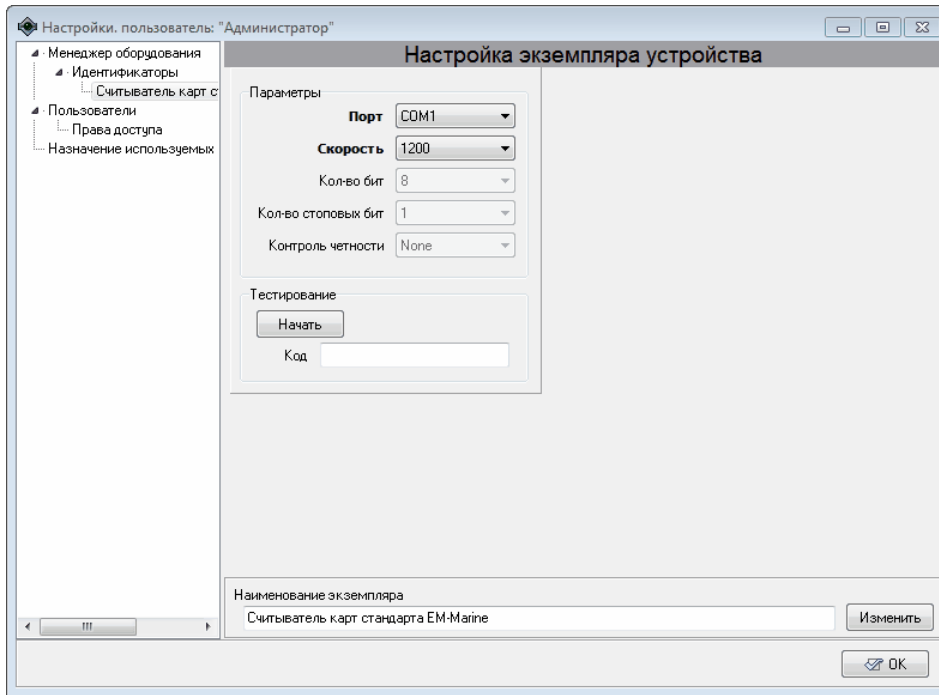 Настройки. пользователь: "Администратор"
Менеджер оборудования
Идентификаторы
Считыватель карт с
Пользователи
Права доступа
Назначение используемых
Настройка экземпляра устройства
Параметры
Порт COM1
Скорость 1200
Кол-во бит 8
Кол-во стоповых бит 1
Контроль четности None
Тестирование
Начать
Код
Наименование экземпляра
Считыватель карт стандарта EM-Marine Изменить
OK